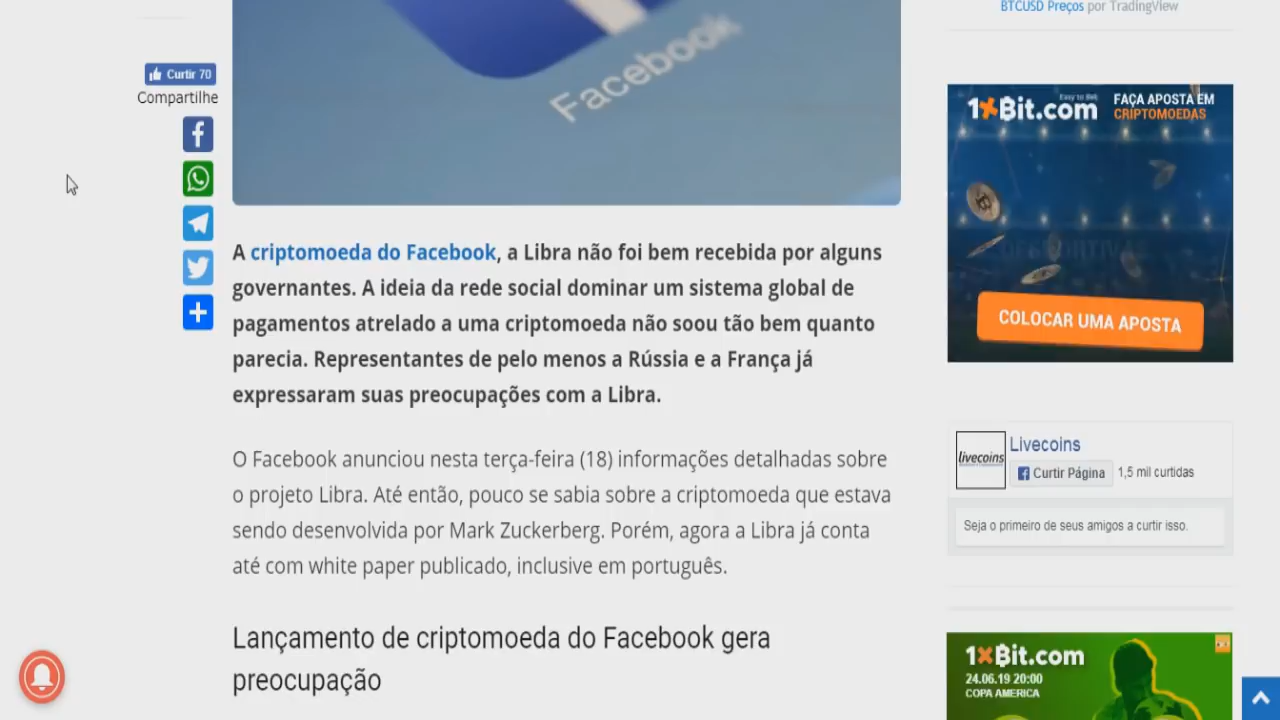 BTCUSD Preços por TradingView
Facebook
Curtir 70
Compartilhe
A criptomoeda do Facebook, a Libra não foi bem recebida por alguns
governantes. A ideia da rede social dominar um sistema global de
pagamentos atrelado a uma criptomoeda não soou tão bem quanto
parecia. Representantes de pelo menos a Rússia e a França já
expressaram suas preocupações com a Libra.
O Facebook anunciou nesta terça-feira (18) informações detalhadas sobre
o projeto Libra. Até então, pouco se sabia sobre a criptomoeda que estava
sendo desenvolvida por Mark Zuckerberg. Porém, agora a Libra já conta
até com white paper publicado, inclusive em português.
Lançamento de criptomoeda do Facebook gera
preocupação
Easy to Bet
1xBit.com
FAÇA APOSTA EM
CRIPTOMOEDAS
COLOCAR UMA APOSTA
livecoins
Livecoins
Curtir Página
1,5 mil curtidas
Seja o primeiro de seus amigos a curtir isso.
1xBit.com
24.06.19 20:00
COPA AMERICA